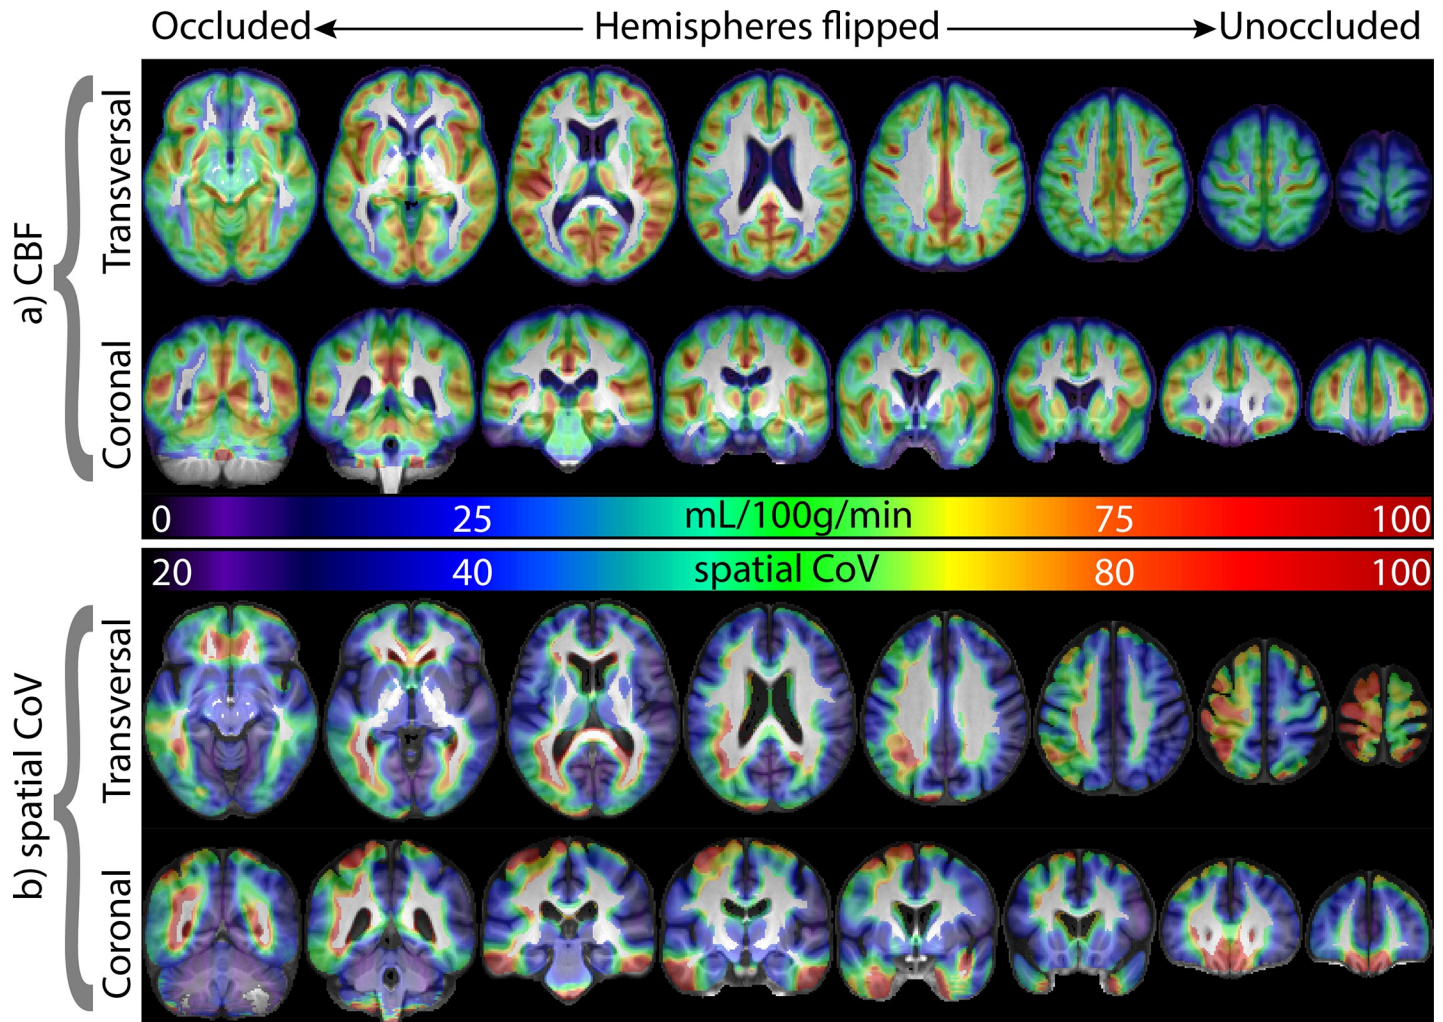 Occluded Hemispheres flipped Unoccluded
a) CBF
Transversal
Coronal
0 25 mL/100g/min 75 100
20 40 spatial CoV 80 100
b) spatial CoV
Transversal
Coronal